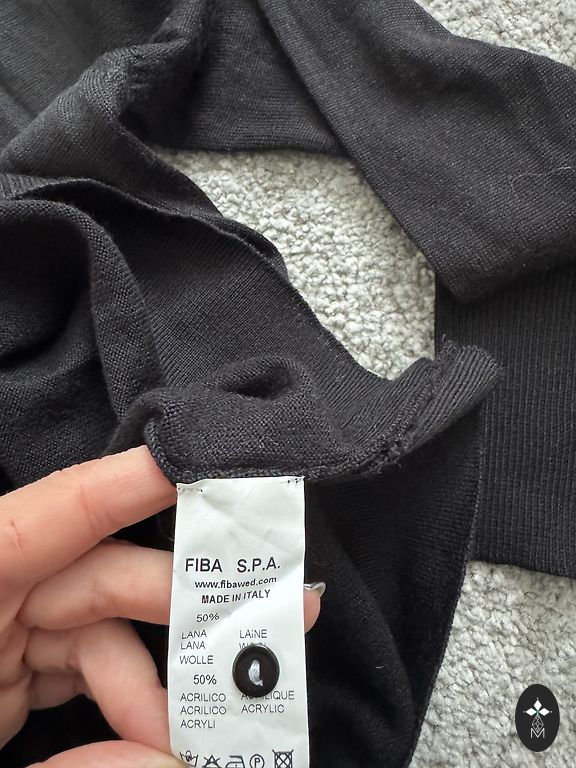 FIBA S.P.A.
www.fibawed.com
MADE IN ITALY
50%
LANA LAINE
LANA
WOLLE
50%
ACRILICO
ACRILICO ACRYLIC
ACRYLI
P
M